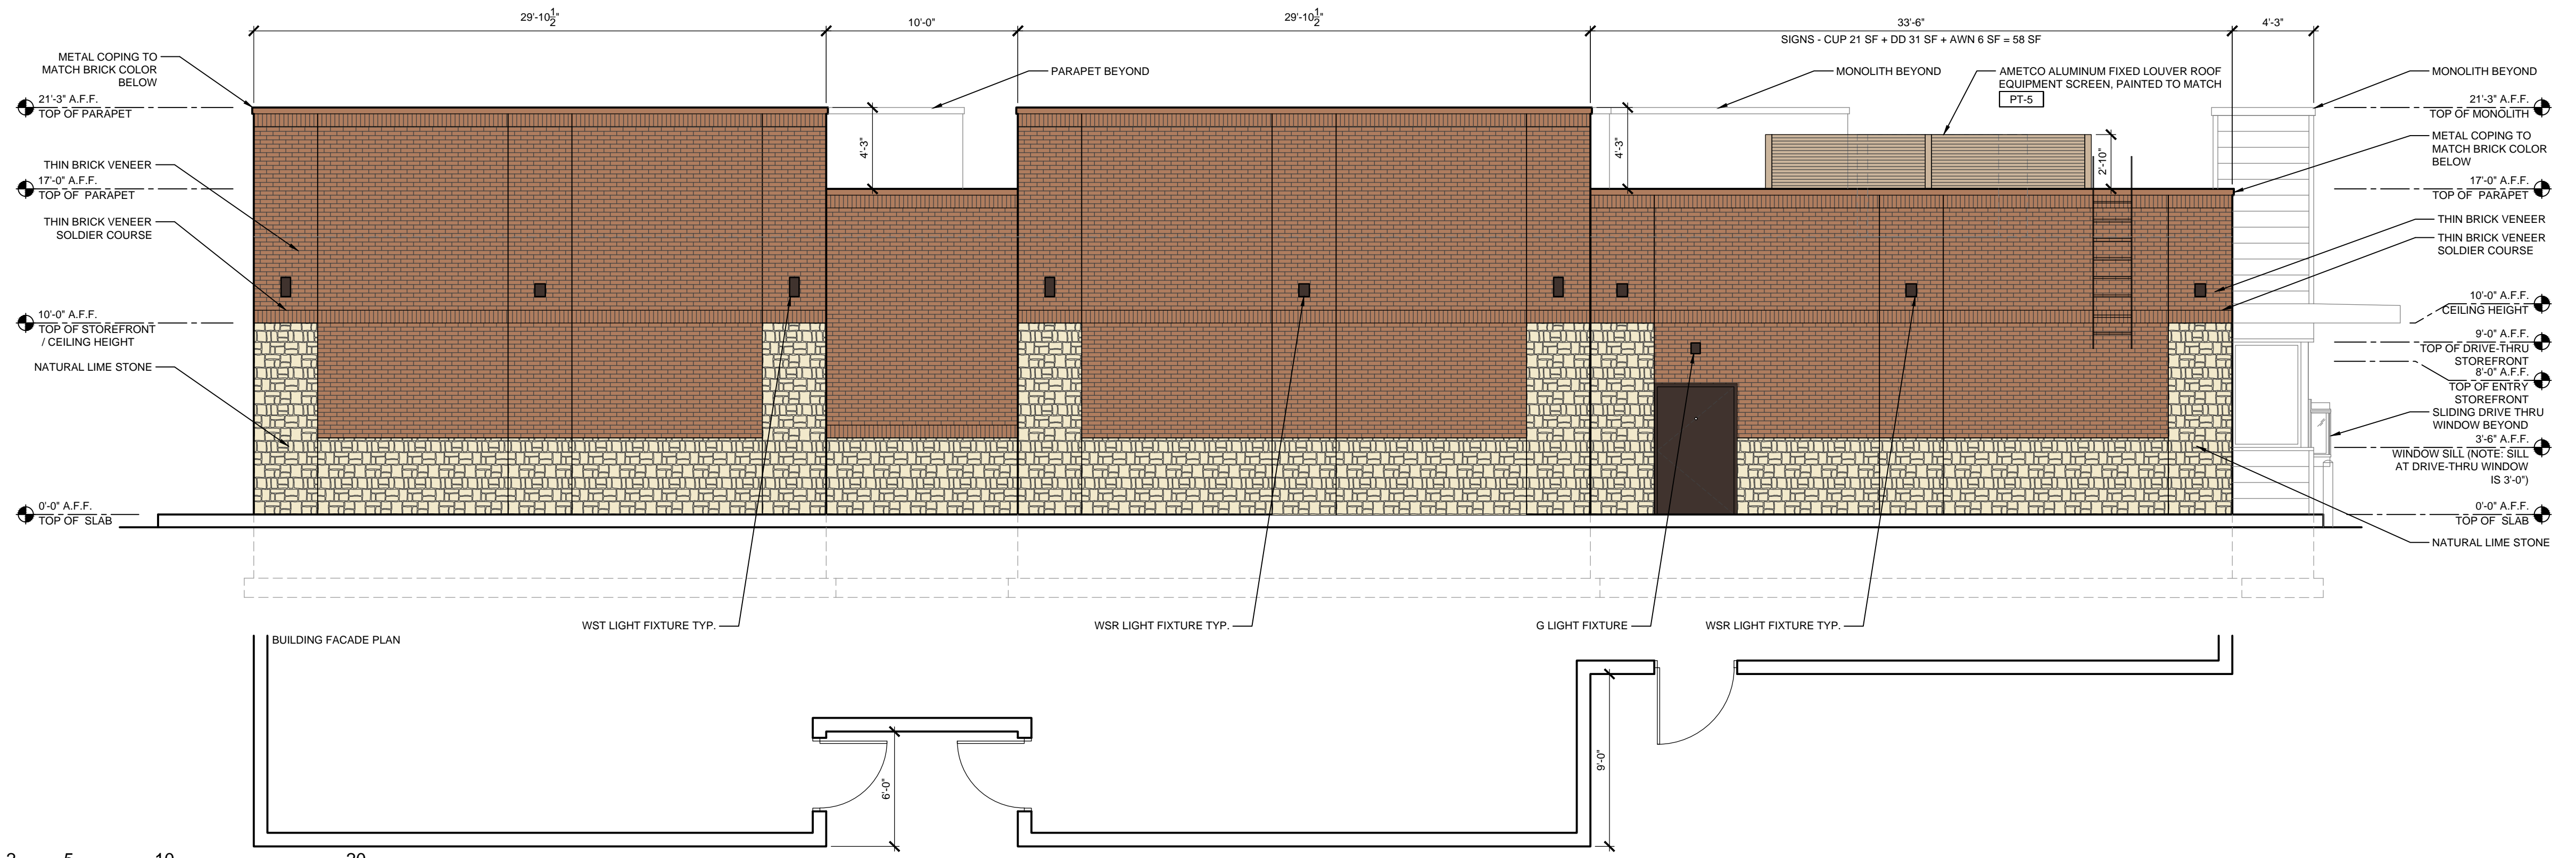 29'-10 1/2"
10'-0"
29'-10 1/2"
33'-6"
4'-3"
SIGNS - CUP 21 SF + DD 31 SF + AWN 6 SF = 58 SF
METAL COPING TO
MATCH BRICK COLOR
BELOW
21'-3" A.F.F.
TOP OF PARAPET
THIN BRICK VENEER
17'-0" A.F.F.
TOP OF PARAPET
THIN BRICK VENEER
SOLDIER COURSE
10'-0" A.F.F.
TOP OF STOREFRONT
/ CEILING HEIGHT
NATURAL LIME STONE
0'-0" A.F.F.
TOP OF SLAB
PARAPET BEYOND
4'-3"
MONOLITH BEYOND
4'-3"
AMETCO ALUMINUM FIXED LOUVER ROOF
EQUIPMENT SCREEN, PAINTED TO MATCH
PT-5
2'-10"
MONOLITH BEYOND
21'-3" A.F.F.
TOP OF MONOLITH
METAL COPING TO
MATCH BRICK COLOR
BELOW
17'-0" A.F.F.
TOP OF PARAPET
THIN BRICK VENEER
THIN BRICK VENEER
SOLDIER COURSE
10'-0" A.F.F.
CEILING HEIGHT
9'-0" A.F.F.
TOP OF DRIVE-THRU
STOREFRONT
8'-0" A.F.F.
TOP OF ENTRY
STOREFRONT
SLIDING DRIVE THRU
WINDOW BEYOND
3'-6" A.F.F.
WINDOW SILL (NOTE: SILL
AT DRIVE-THRU WINDOW
IS 3'-0")
0'-0" A.F.F.
TOP OF SLAB
NATURAL LIME STONE
WST LIGHT FIXTURE TYP.
WSR LIGHT FIXTURE TYP.
G LIGHT FIXTURE
WSR LIGHT FIXTURE TYP.
BUILDING FACADE PLAN
6'-0"
9'-0"
5 10 20